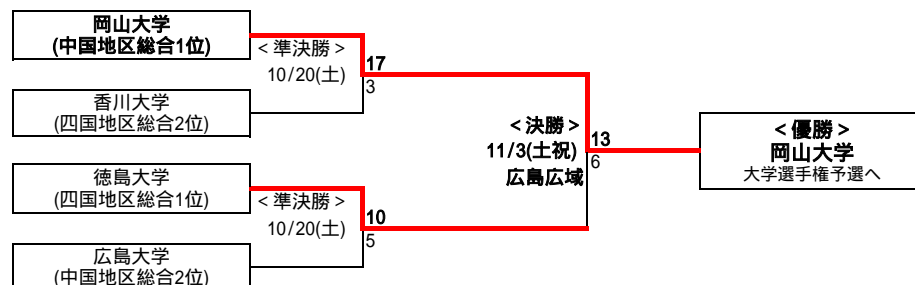 岡山大学
(中国地区総合1位)
＜準決勝＞
10/20(土)
17
3
香川大学
(四国地区総合2位)
＜決勝＞
11/3(土祝)
広島広域
13
6
＜優勝＞
岡山大学
大学選手権予選へ
徳島大学
(四国地区総合1位)
＜準決勝＞
10/20(土)
10
5
広島大学
(中国地区総合2位)